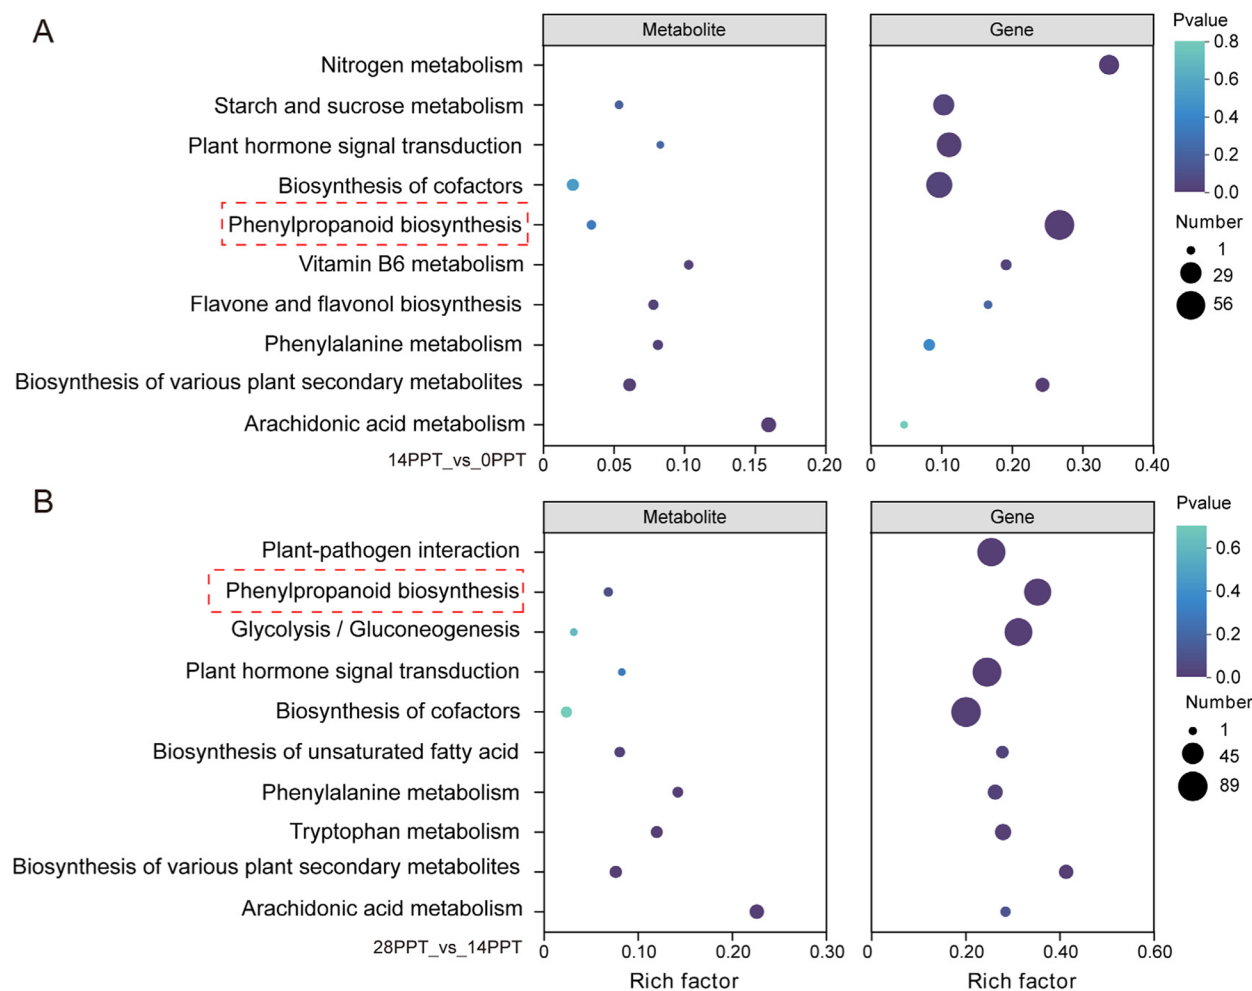 A
Metabolite
Gene
Pvalue
Nitrogen metabolism
Starch and sucrose metabolism
Plant hormone signal transduction
Biosynthesis of cofactors
Phenylpropanoid biosynthesis
Vitamin B6 metabolism
Flavone and flavonol biosynthesis
Phenylalanine metabolism
Biosynthesis of various plant secondary metabolites
Arachidonic acid metabolism
14PPT_vs_0PPT
0 0.05 0.10 0.15 0.20
0 0.10 0.20 0.30 0.40
0.8
0.6
0.4
0.2
0.0
Number
1
29
56
B
Metabolite
Gene
Pvalue
Plant-pathogen interaction
Phenylpropanoid biosynthesis
Glycolysis / Gluconeogenesis
Plant hormone signal transduction
Biosynthesis of cofactors
Biosynthesis of unsaturated fatty acid
Phenylalanine metabolism
Tryptophan metabolism
Biosynthesis of various plant secondary metabolites
Arachidonic acid metabolism
28PPT_vs_14PPT
0 0.10 0.20 0.30
0 0.20 0.40 0.60
Rich factor
Rich factor
0.6
0.4
0.2
0.0
Number
1
45
89